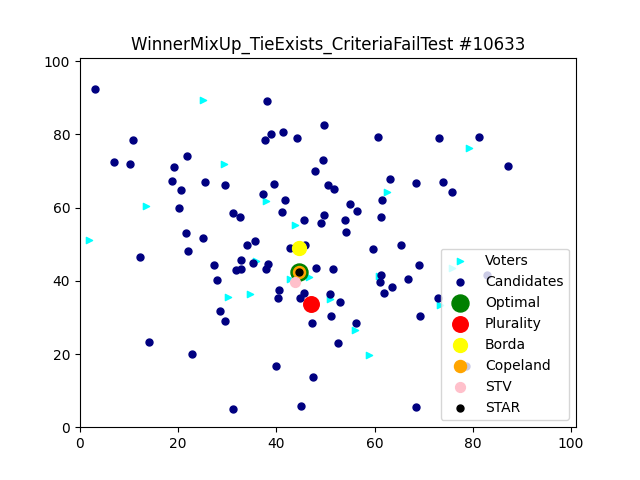 WinnerMixUp_TieExists_CriteriaFailTest #10633
100
80
60
40
20
0
0 20 40 60 80 100
Voters
Candidates
Optimal
Plurality
Borda
Copeland
STV
STAR